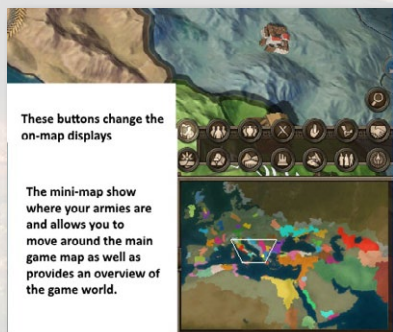 These buttons change the
on-map displays
The mini-map show
where your armies are
and allows you to
move around the main
game map as well as
provides an overview of
the game world.